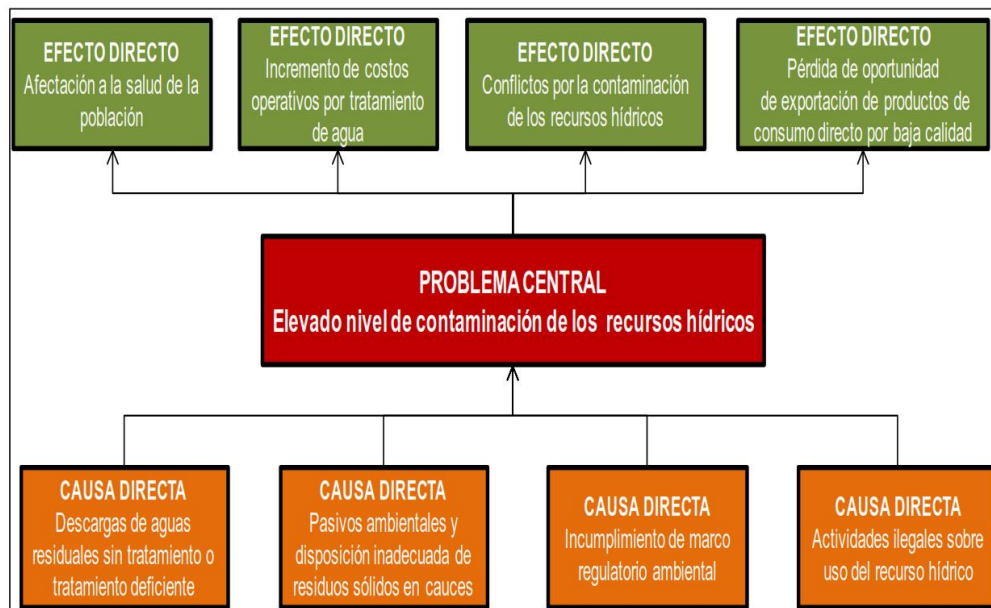 EFECTO DIRECTO
Afectación a la salud de la
población
EFECTO DIRECTO
Incremento de costos
operativos por tratamiento
de agua
EFECTO DIRECTO
Conflictos por la contaminación
de los recursos hídricos
EFECTO DIRECTO
Pérdida de oportunidad
de exportación de productos de
consumo directo por baja calidad
PROBLEMA CENTRAL
Elevado nivel de contaminación de los recursos hídricos
CAUSA DIRECTA
Descargas de aguas
residuales sin tratamiento o
tratamiento deficiente
CAUSA DIRECTA
Pasivos ambientales y
disposición inadecuada de
residuos sólidos en cauces
CAUSA DIRECTA
Incumplimiento de marco
regulatorio ambiental
CAUSA DIRECTA
Actividades ilegales sobre
uso del recurso hídrico